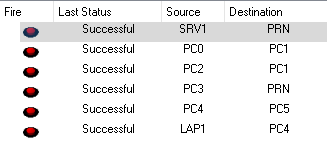 Fire Last Status Source Destination
Successful SRV1 PRN
Successful PC0 PC1
Successful PC2 PC1
Successful PC3 PRN
Successful PC4 PC5
Successful LAP1 PC4